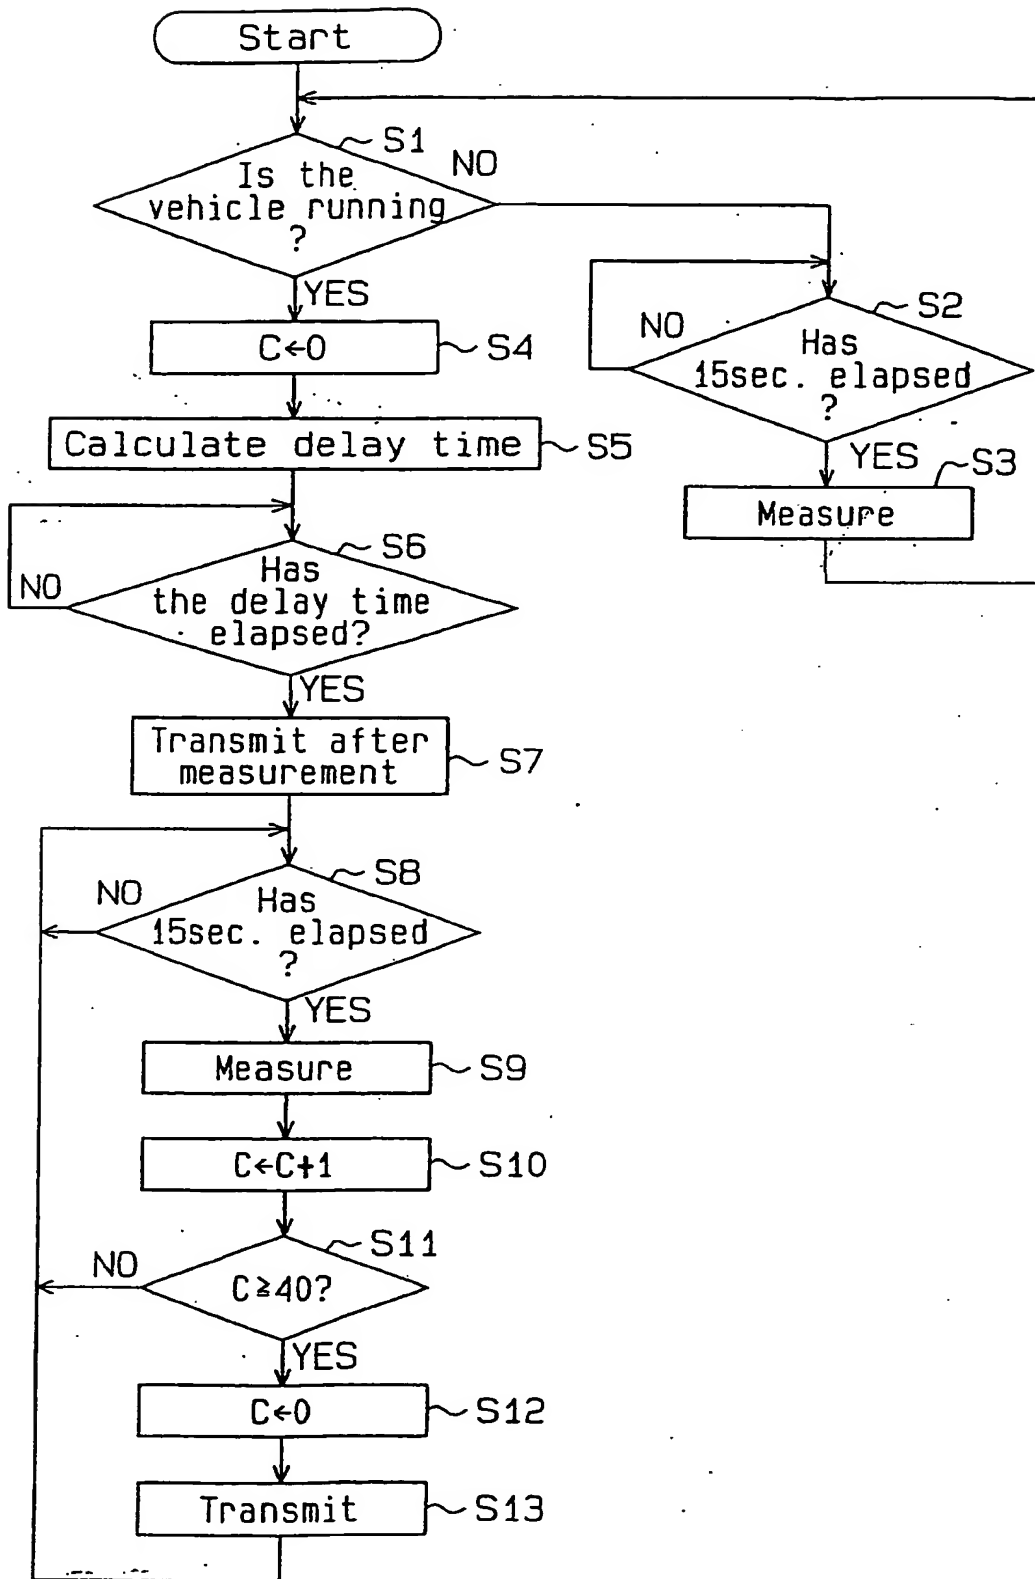 Start
S1
NO
Is the
vehicle running
?
YES
C←0
S4
Calculate delay time
S5
S6
NO
Has
the delay time
elapsed?
YES
Transmit after
measurement
S7
S8
NO
Has
15sec. elapsed
?
YES
Measure
S9
C←C+1
S10
S11
NO
C≧40?
YES
C←0
S12
Transmit
S13
S2
NO
Has
15sec. elapsed
?
YES
S3
Measure